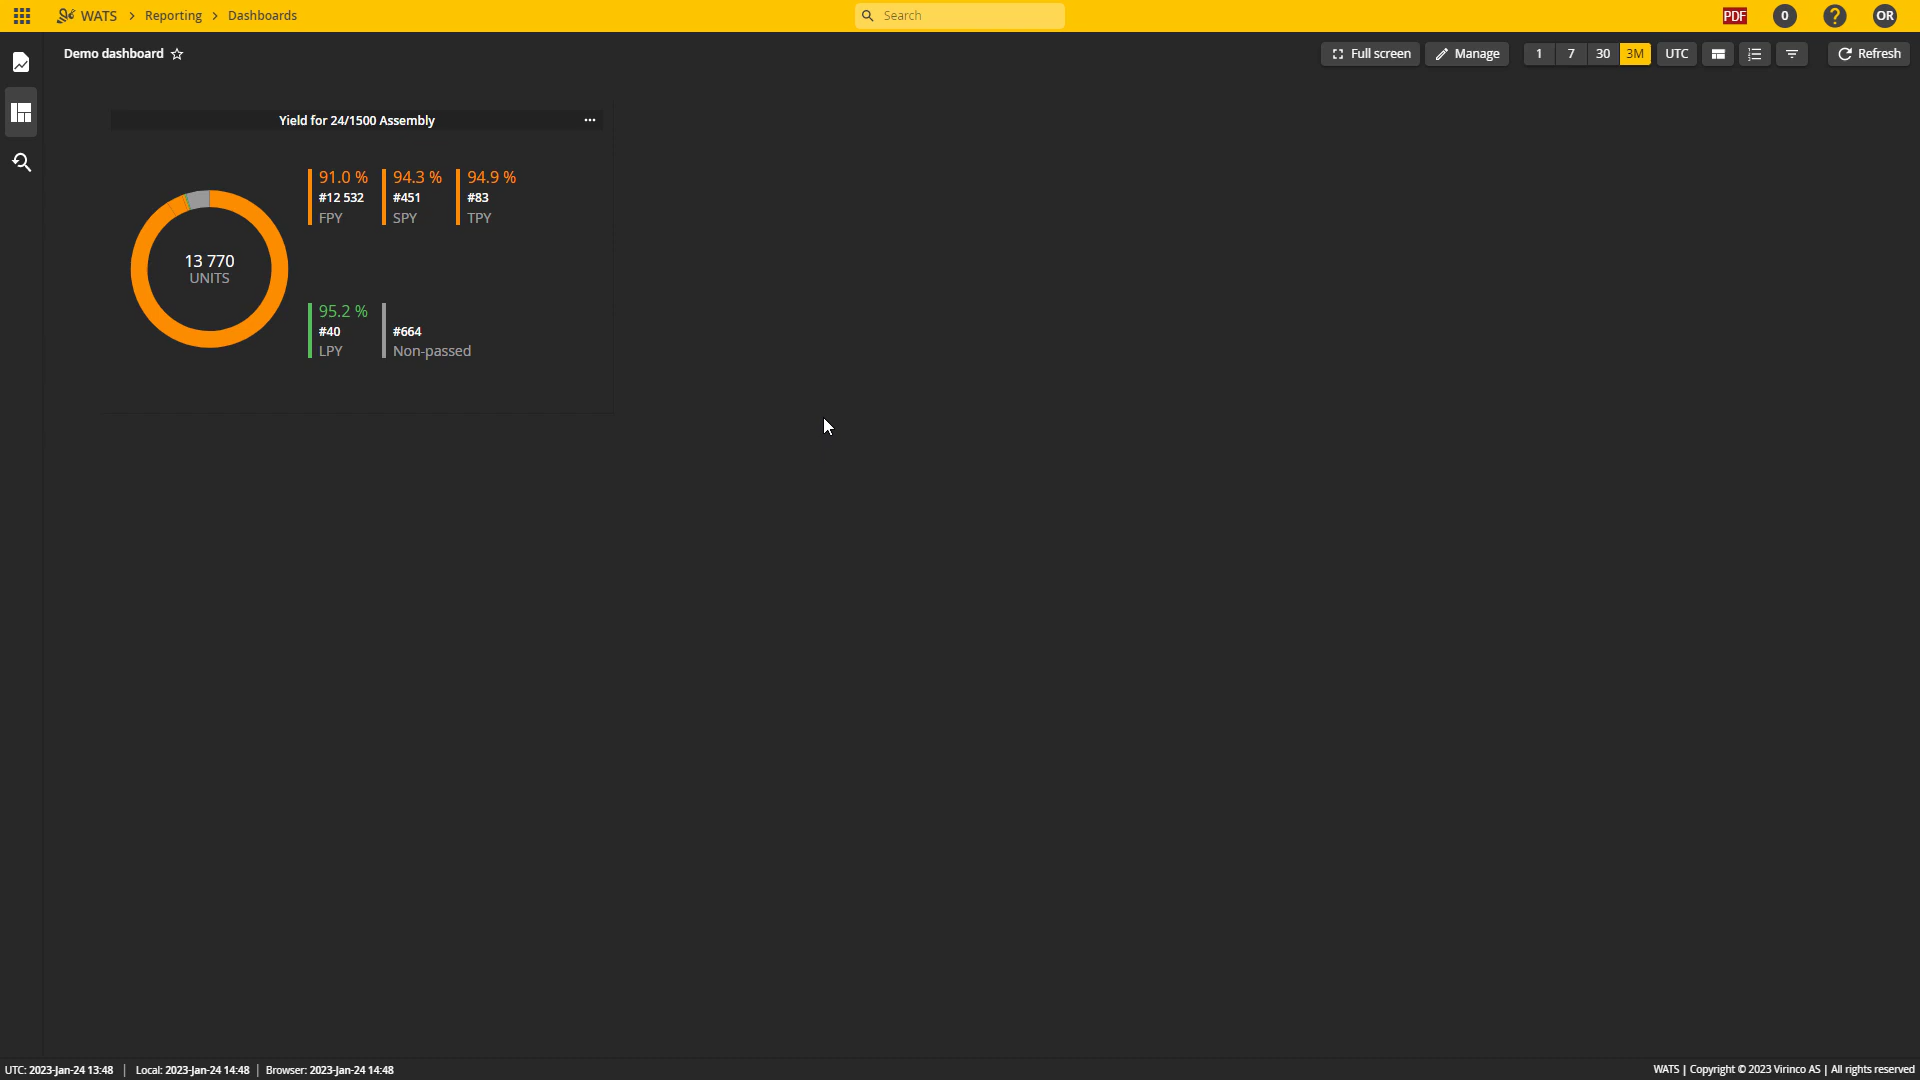 WATS > Reporting > Dashboards
Search
PDF
0
?
OR
Demo dashboard
Full screen
Manage
1 7 30 3M
UTC
Refresh
Yield for 24/1500 Assembly
91.0 % 94.3 % 94.9 %
#12 532 #451 #83
FPY SPY TPY
13 770
UNITS
95.2 %
#40 #664
LPY Non-passed
UTC: 2023-Jan-24 13:48 | Local: 2023-Jan-24 14:48 | Browser: 2023-Jan-24 14:48
WATS | Copyright © 2023 Virinco AS | All rights reserved